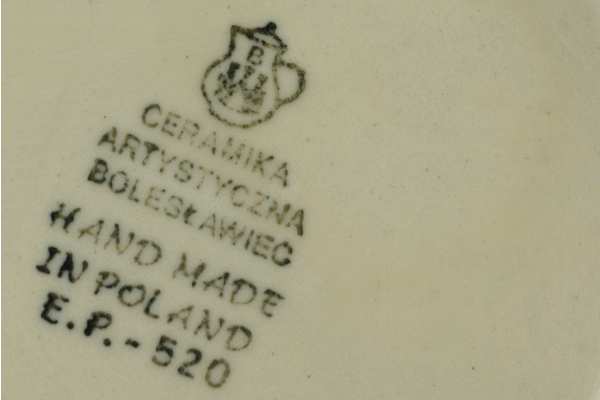 B
CERAMIKA
ARTYSTYCZNA
BOLESŁAWIEC
HAND MADE
IN POLAND
E.P.-520